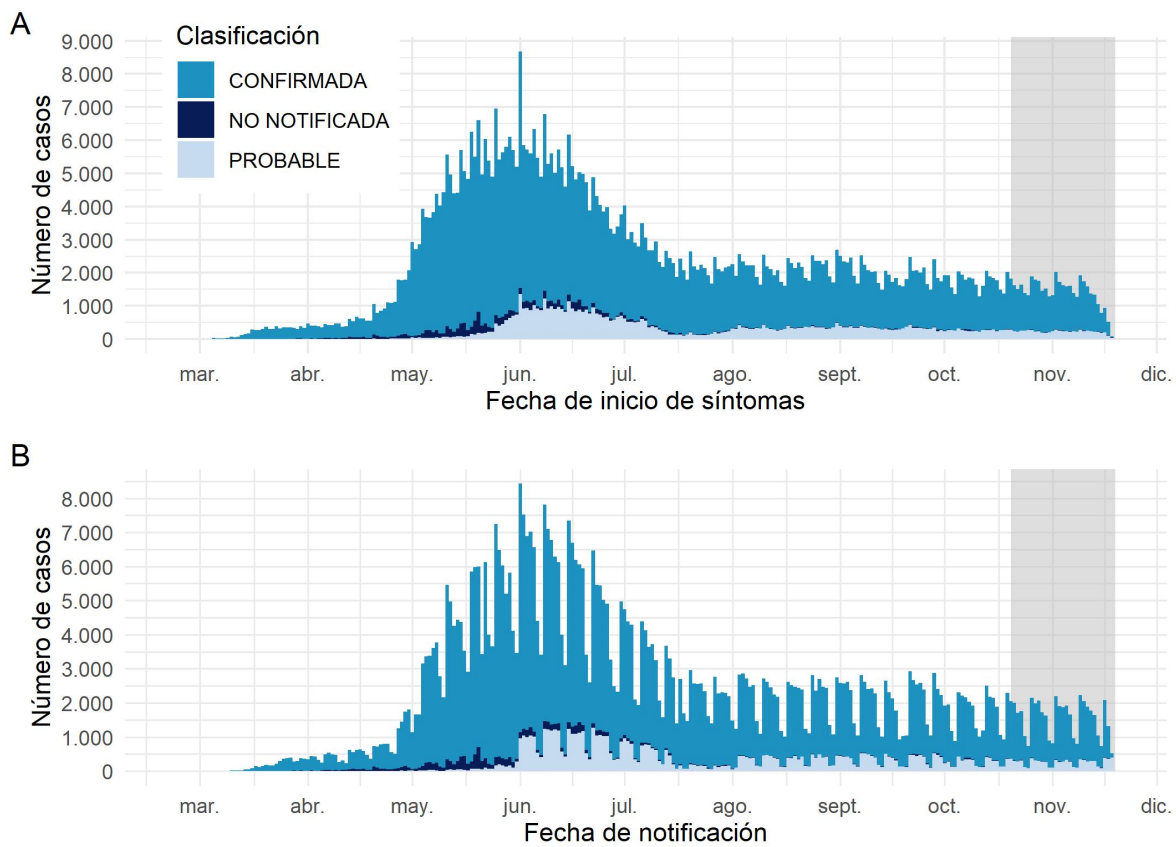 A
Clasificación
CONFIRMADA
NO NOTIFICADA
PROBABLE
Número de casos
9.000
8.000
7.000
6.000
5.000
4.000
3.000
2.000
1.000
0
mar. abr. may. jun. jul. ago. sept. oct. nov. dic.
Fecha de inicio de síntomas
B
Número de casos
8.000
7.000
6.000
5.000
4.000
3.000
2.000
1.000
0
mar. abr. may. jun. jul. ago. sept. oct. nov. dic.
Fecha de notificación